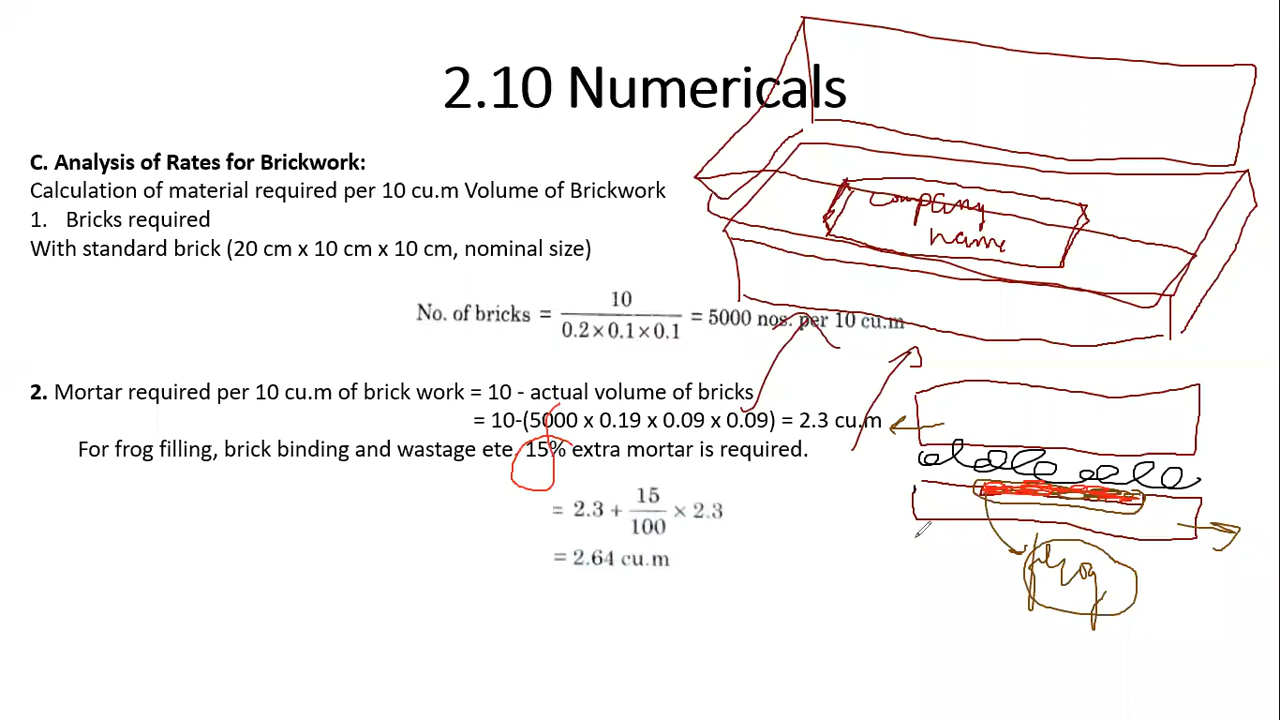 2.10 Numericals
C. Analysis of Rates for Brickwork:
Calculation of material required per 10 cu.m Volume of Brickwork
1. Bricks required
With standard brick (20 cm x 10 cm x 10 cm, nominal size)
company
name
No. of bricks = 10 / 0.2×0.1×0.1 = 5000 nos. per 10 cu.m
2. Mortar required per 10 cu.m of brick work = 10 - actual volume of bricks
= 10-(5000 x 0.19 x 0.09 x 0.09) = 2.3 cu.m
For frog filling, brick binding and wastage ete. 15% extra mortar is required.
= 2.3 + 15/100 × 2.3
= 2.64 cu.m